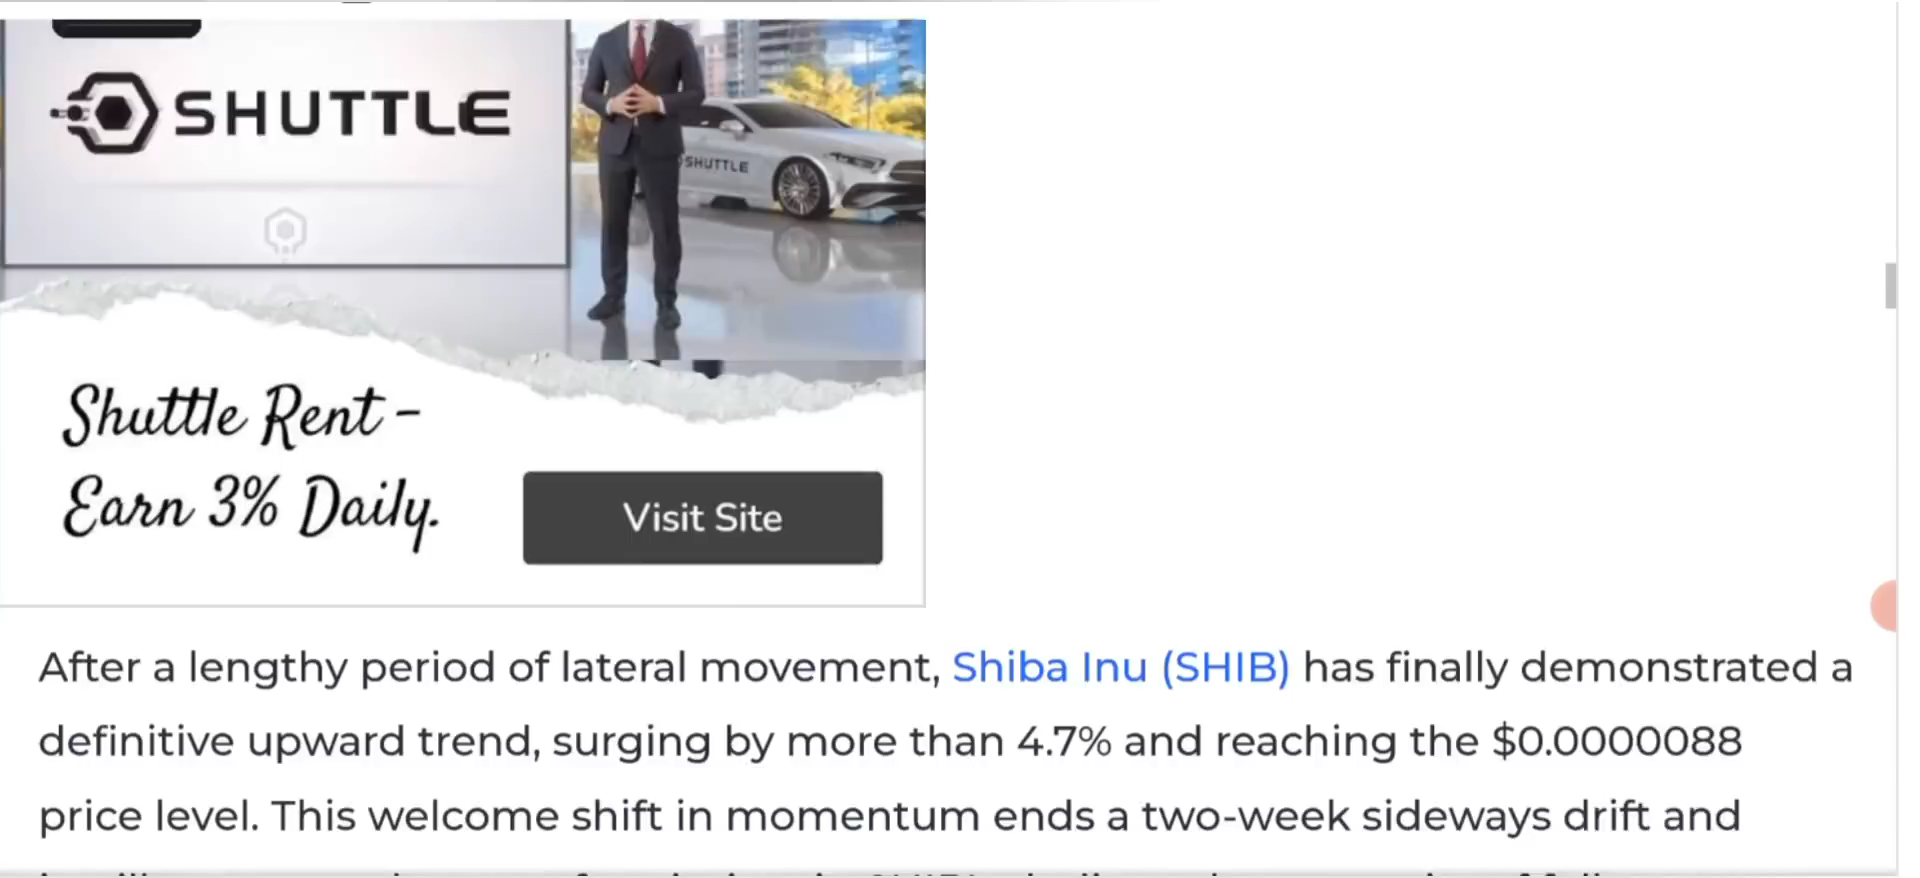 SHUTTLE
SHUTTLE
Shuttle Rent -
Earn 3% Daily.
Visit Site
After a lengthy period of lateral movement, Shiba Inu (SHIB) has finally demonstrated a
definitive upward trend, surging by more than 4.7% and reaching the $0.0000088
price level. This welcome shift in momentum ends a two-week sideways drift and